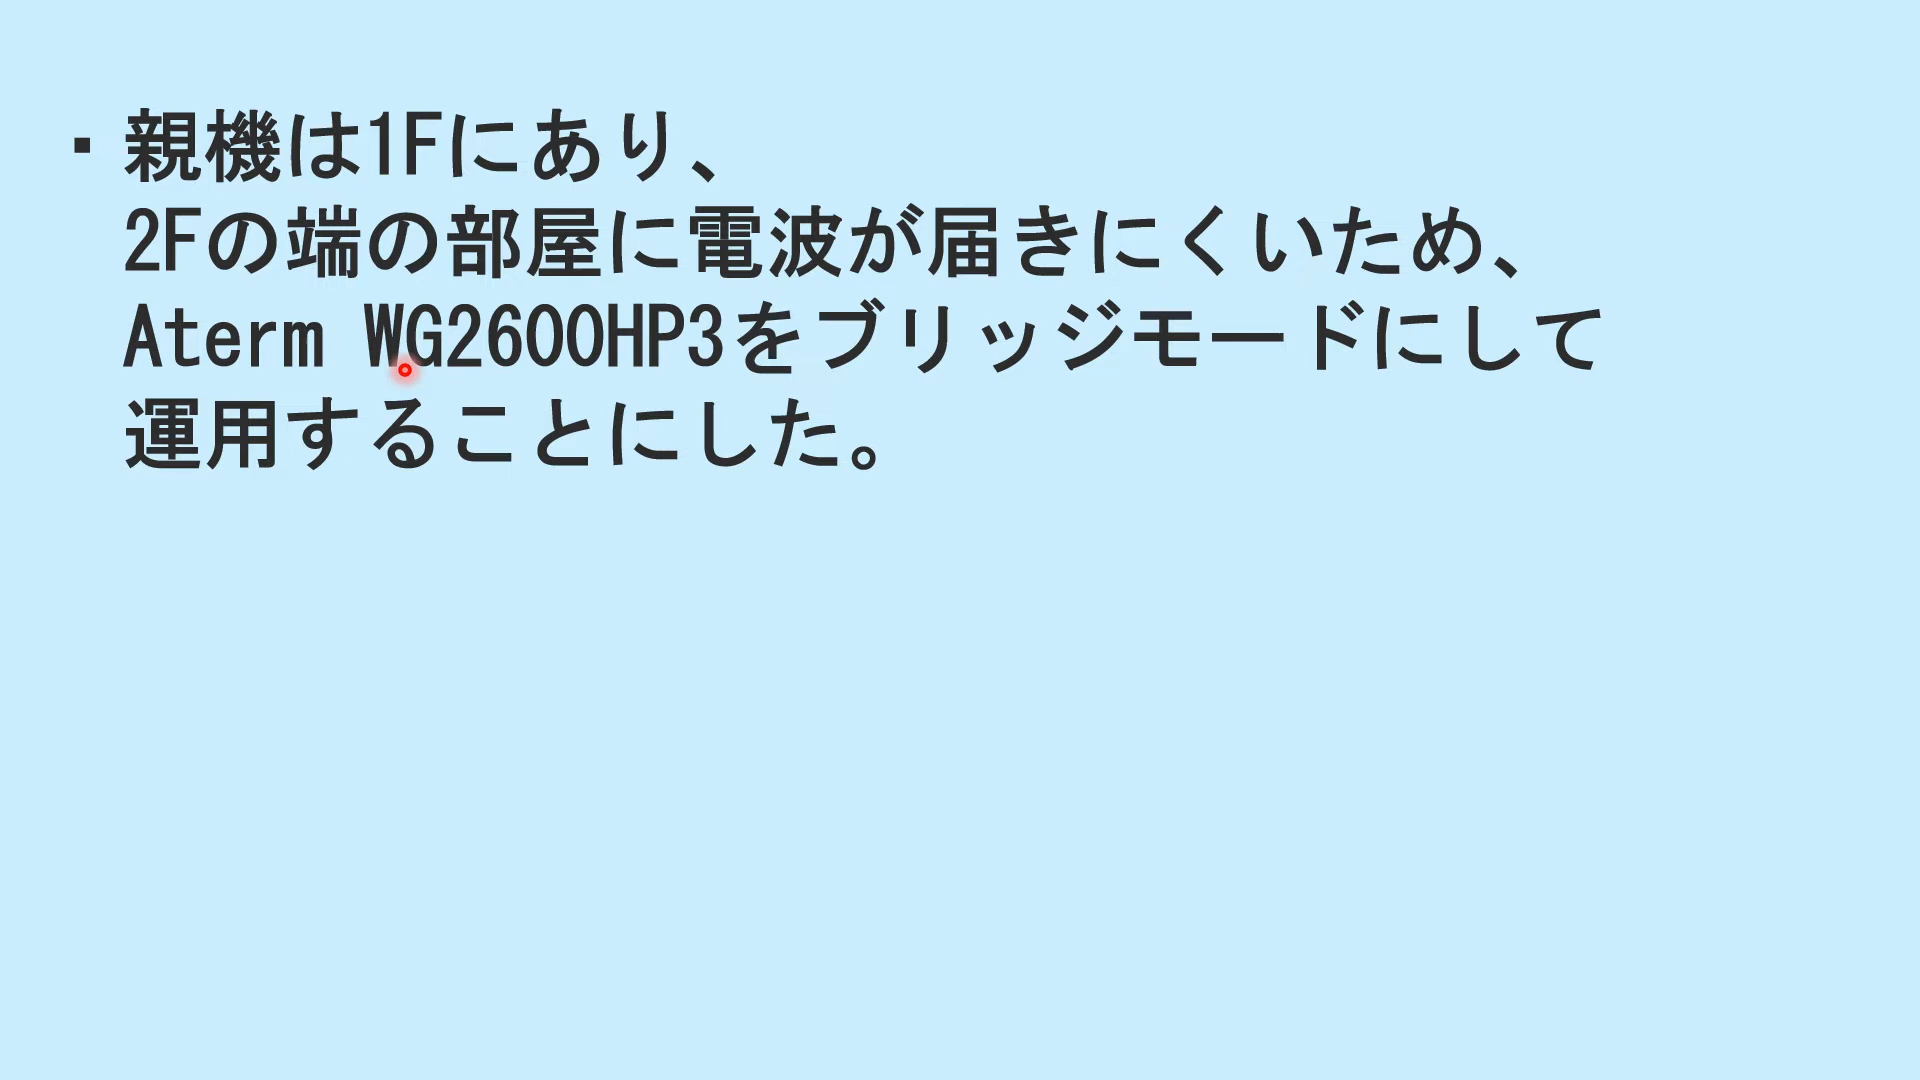 ・親機は1Fにあり、
2Fの端の部屋に電波が届きにくいため、
Aterm WG2600HP3をブリッジモードにして
運用することにした。